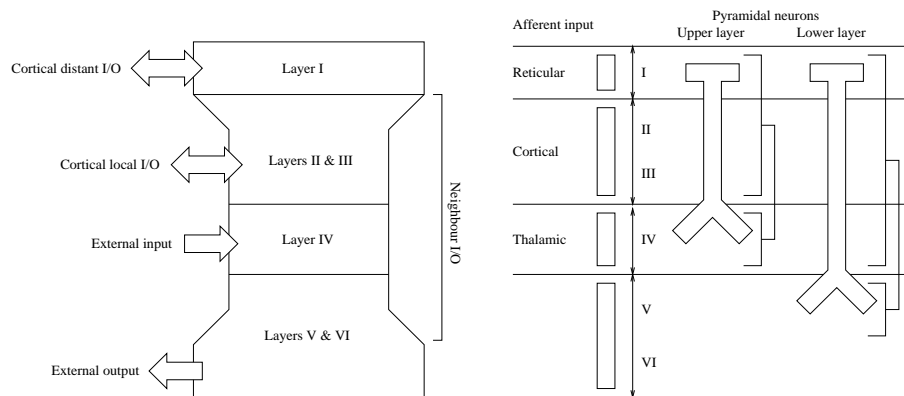 Cortical distant I/O
Layer I
Cortical local I/O
Layers II & III
External input
Layer IV
Layers V & VI
External output
Neighbour I/O
Afferent input
Pyramidal neurons
Upper layer
Lower layer
Reticular
I
Cortical
II
III
Thalamic
IV
V
VI